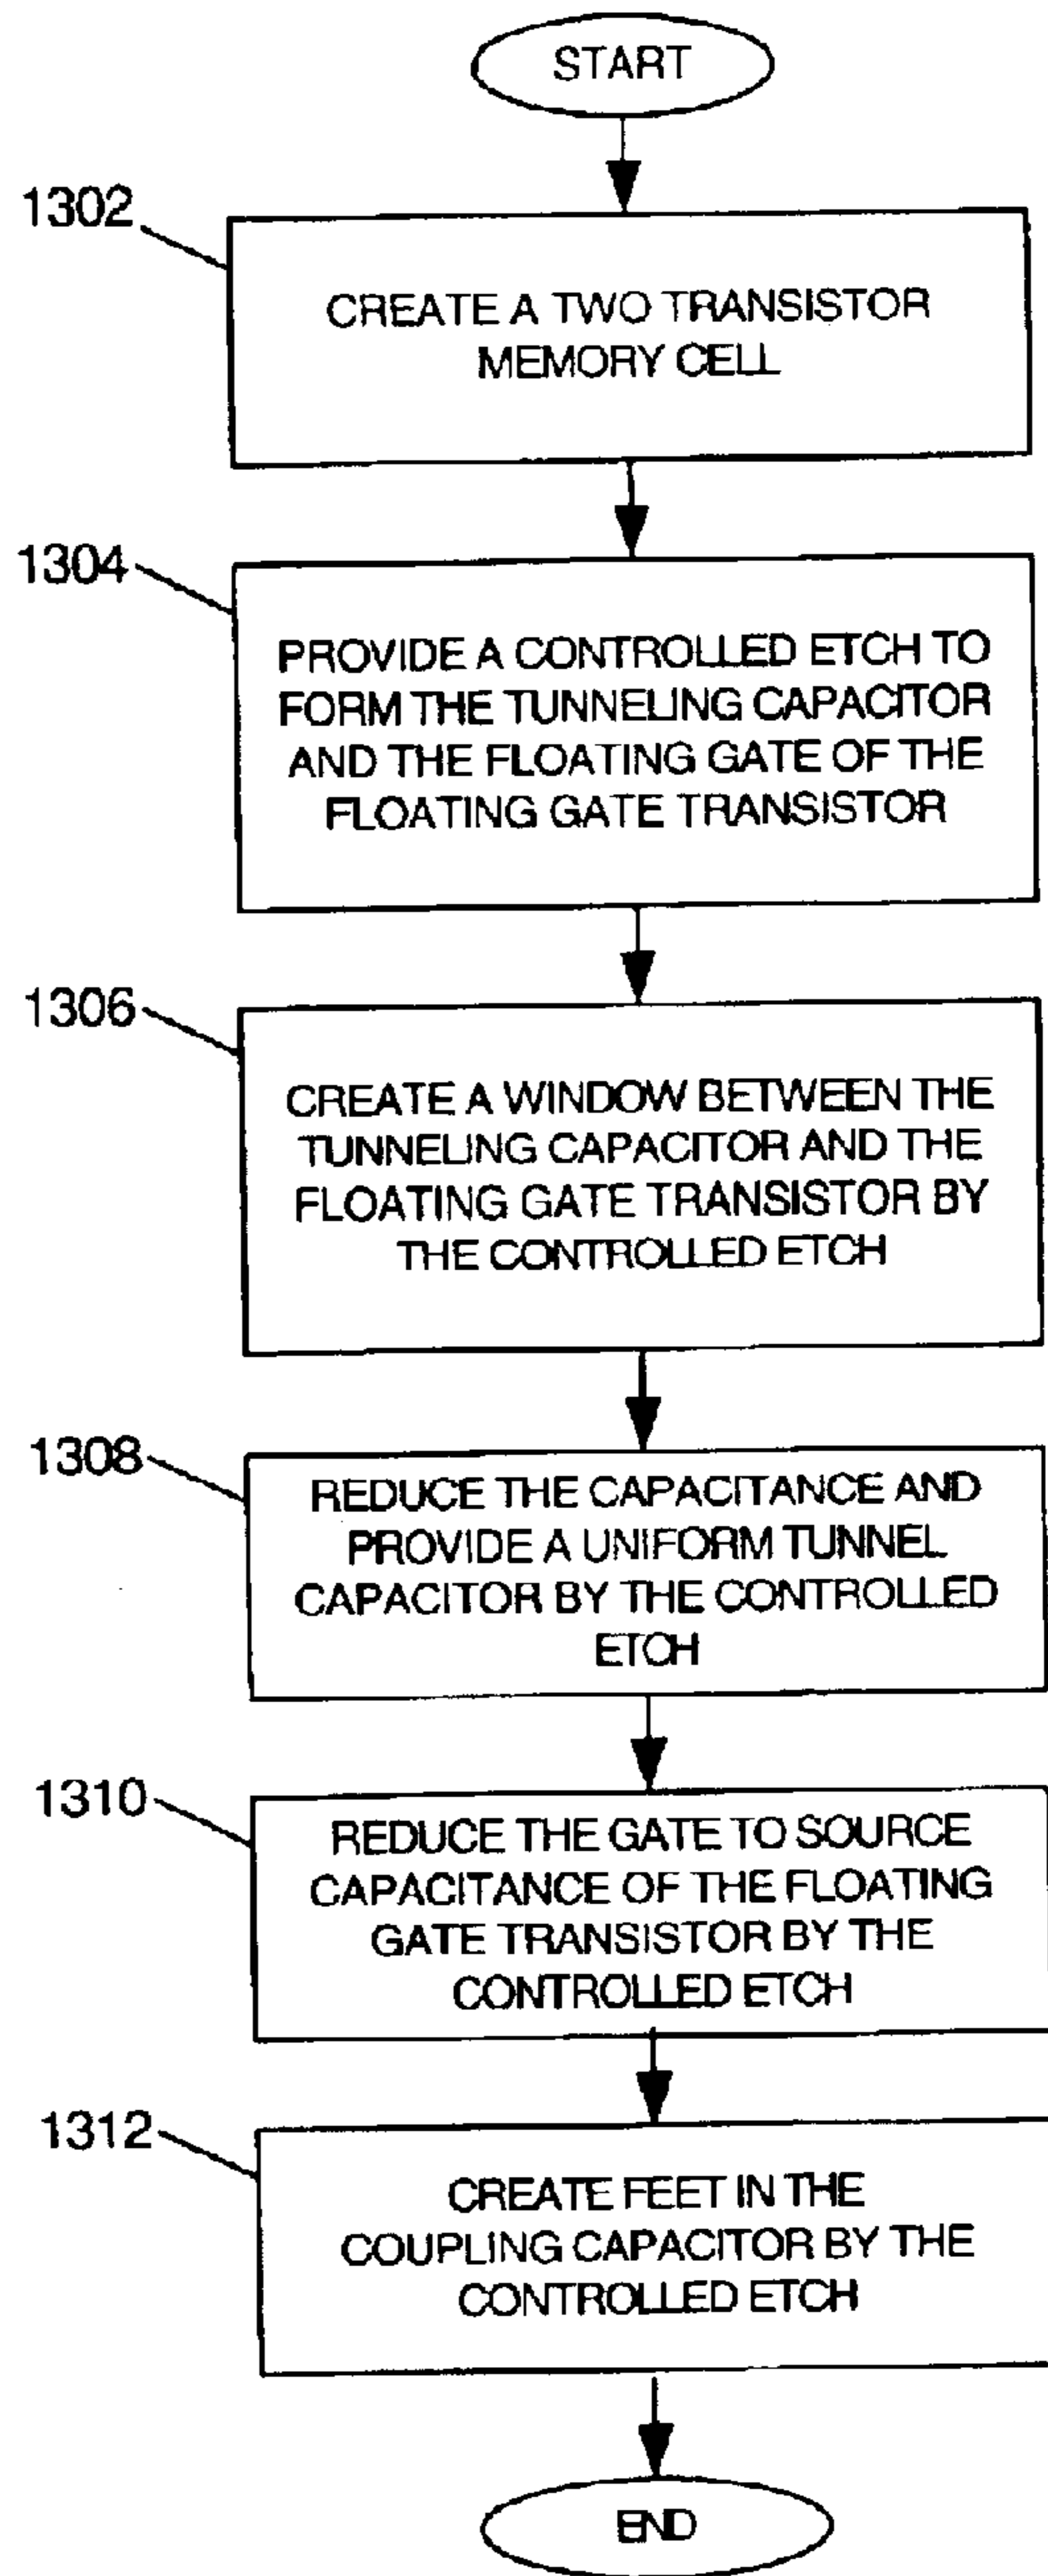 START
1302
CREATE A TWO TRANSISTOR
MEMORY CELL
1304
PROVIDE A CONTROLLED ETCH TO
FORM THE TUNNELING CAPACITOR
AND THE FLOATING GATE OF THE
FLOATING GATE TRANSISTOR
1306
CREATE A WINDOW BETWEEN THE
TUNNELING CAPACITOR AND THE
FLOATING GATE TRANSISTOR BY
THE CONTROLLED ETCH
1308
REDUCE THE CAPACITANCE AND
PROVIDE A UNIFORM TUNNEL
CAPACITOR BY THE CONTROLLED
ETCH
1310
REDUCE THE GATE TO SOURCE
CAPACITANCE OF THE FLOATING
GATE TRANSISTOR BY THE
CONTROLLED ETCH
1312
CREATE FEET IN THE
COUPLING CAPACITOR BY THE
CONTROLLED ETCH
END